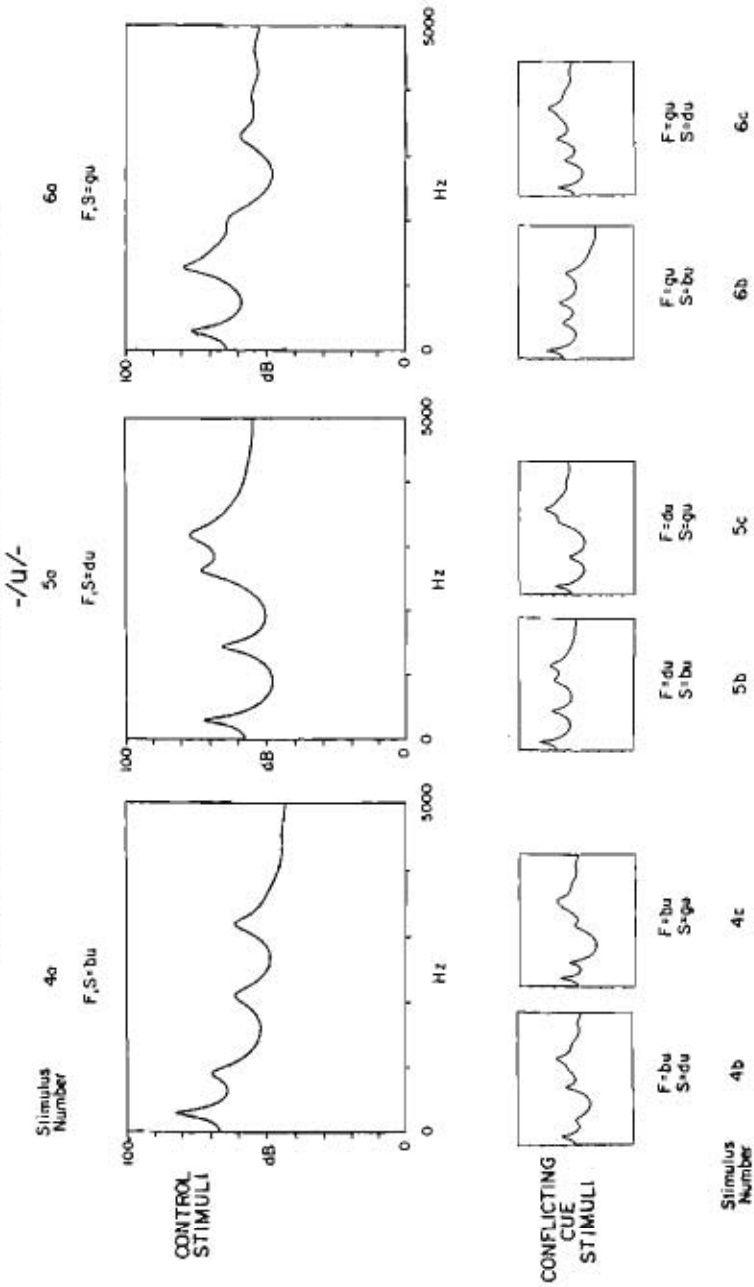 -/u/-
Stimulus
Number
4a
5a
6a
F,S=bu
F,S=du
F,S=gu
CONTROL
STIMULI
100
dB
0
0
Hz
5000
100
dB
0
0
Hz
5000
100
dB
0
0
Hz
5000
CONFLICTING
CUE
STIMULI
F=bu
S=du
F=bu
S=gu
F=du
S=bu
F=du
S=gu
F=gu
S=bu
F=gu
S=du
Stimulus
Number
4b
4c
5b
5c
6b
6c